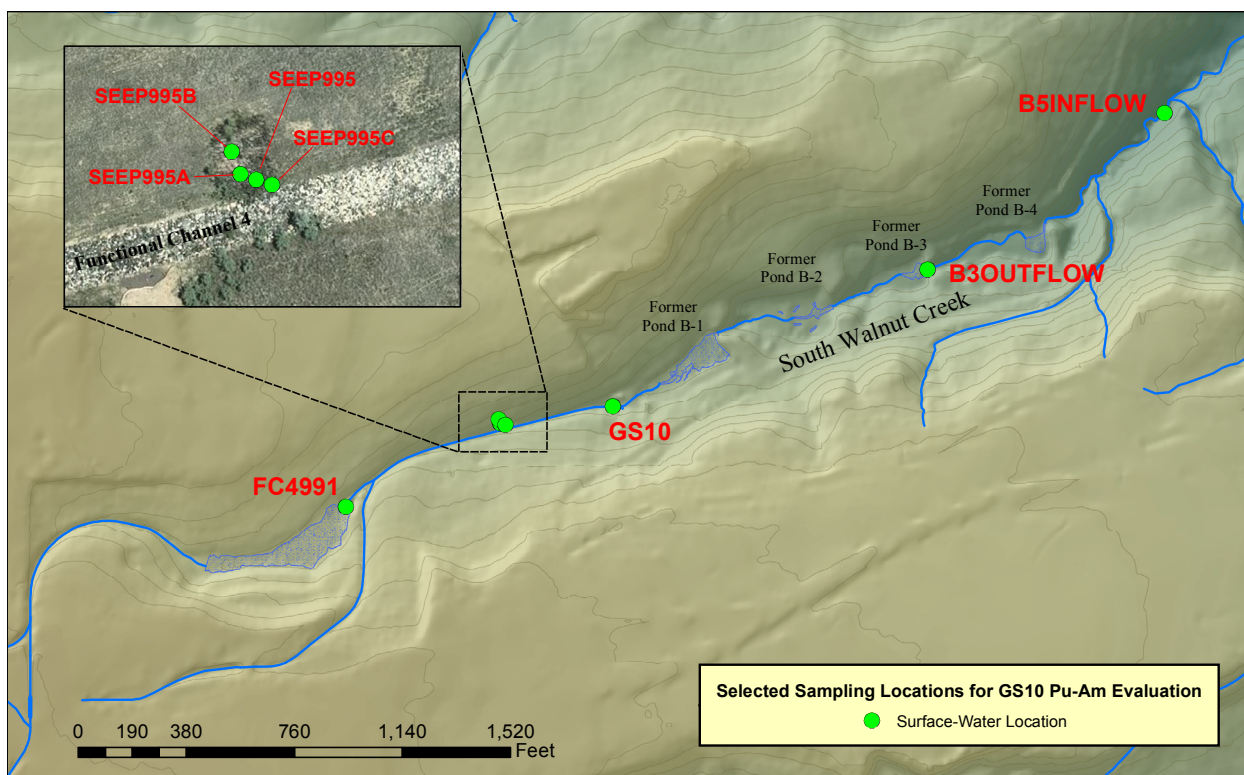 SEEP995
SEEP995B
SEEP995C
SEEP995A
Functional Channel 4
B5INFLOW
Former
Pond B-4
Former
Pond B-3
B3OUTFLOW
Former
Pond B-2
Former
Pond B-1
South Walnut Creek
GS10
FC4991
Selected Sampling Locations for GS10 Pu-Am Evaluation
Surface-Water Location
0 190 380 760 1,140 1,520
Feet